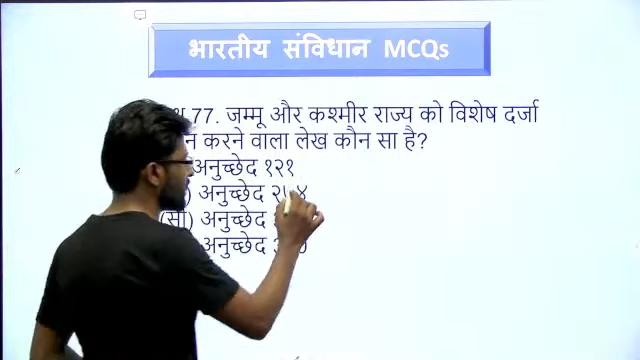 भारतीय संविधान MCQs
77. जम्मू और कश्मीर राज्य को विशेष दर्जा
करने वाला लेख कौन सा है?
अनुच्छेद १२१
अनुच्छेद
(सी) अनुच्छेद
अनुच्छेद